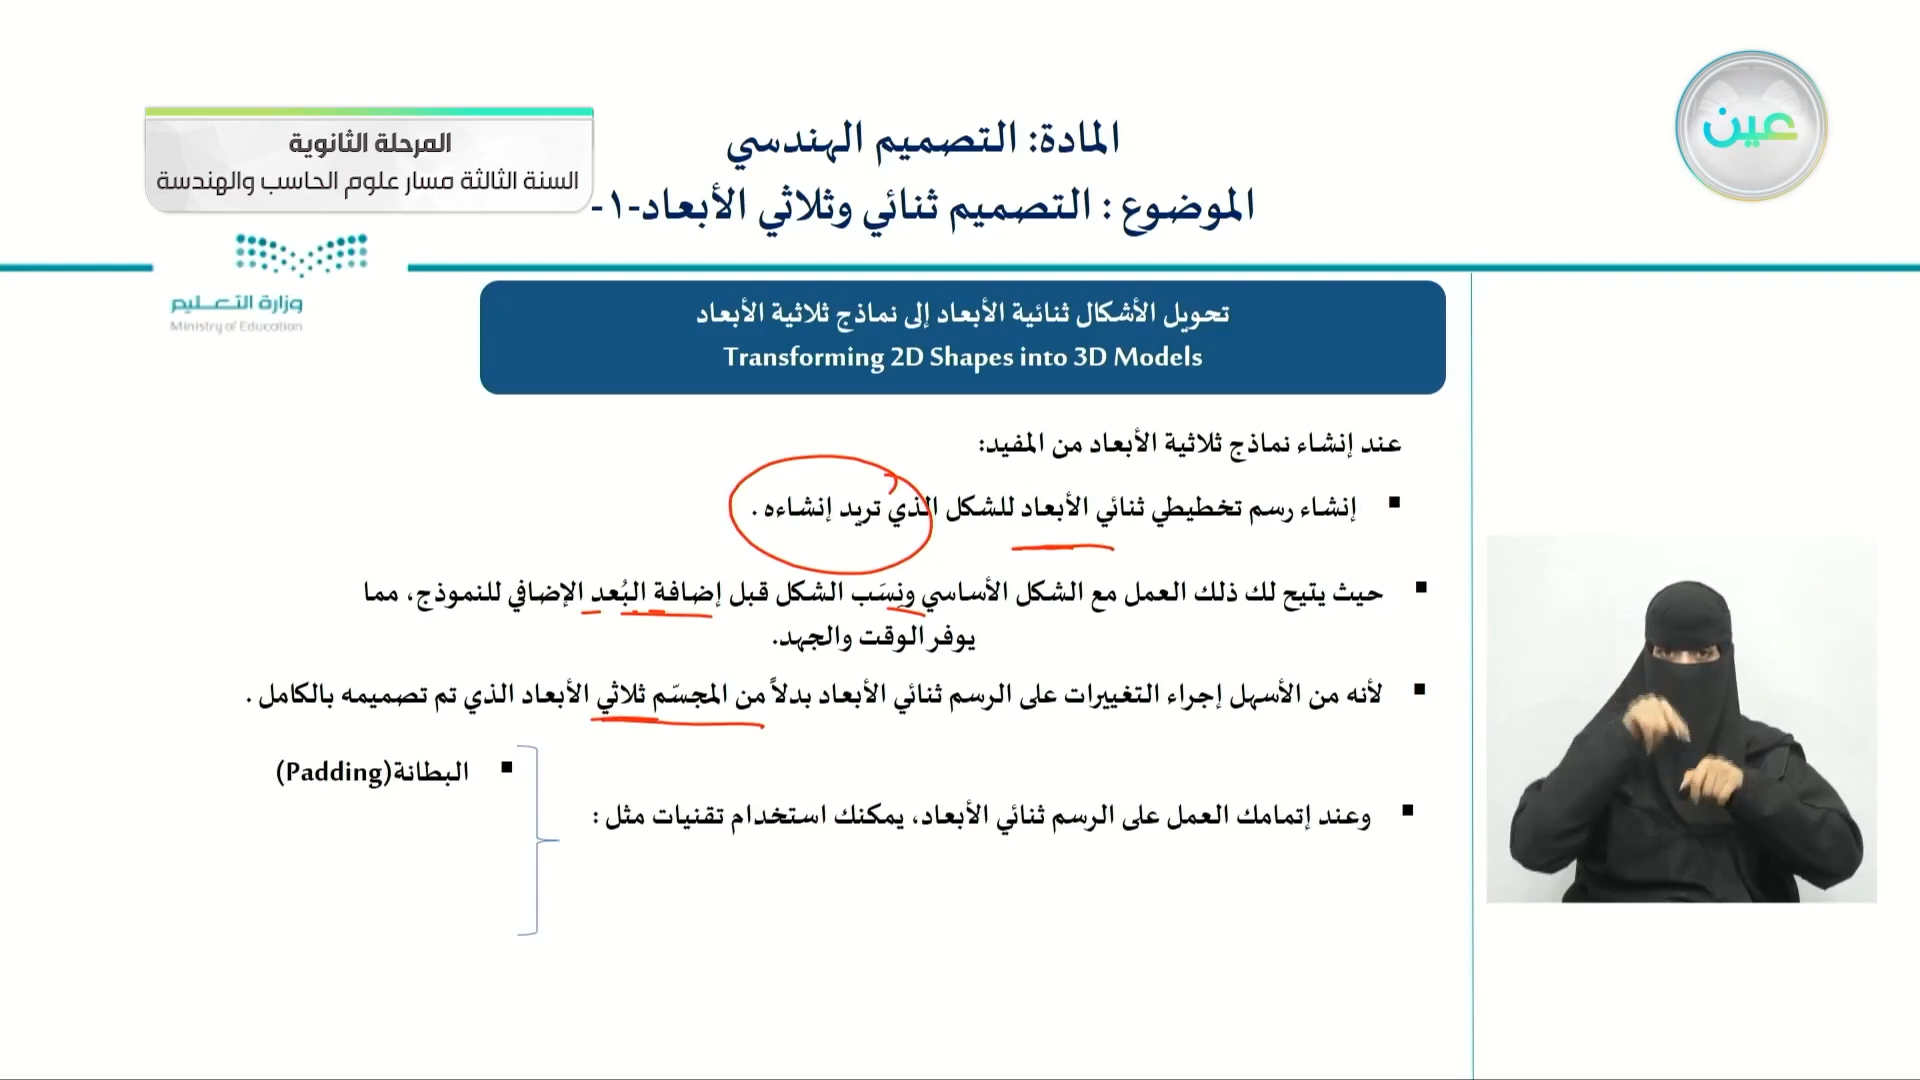 عين
المادة: التصميم الهندسي
الموضوع : التصميم ثنائي وثلاثي الأبعاد-١-
المرحلة الثانوية
السنة الثالثة مسار علوم الحاسب والهندسة
وزارة التعليم
Ministry of Education
تحويل الأشكال ثنائية الأبعاد إلى نماذج ثلاثية الأبعاد
Transforming 2D Shapes into 3D Models
عند إنشاء نماذج ثلاثية الأبعاد من المفيد:
▪ إنشاء رسم تخطيطي ثنائي الأبعاد للشكل الذي تريد إنشاءه .
▪ حيث يتيح لك ذلك العمل مع الشكل الأساسي ونِسَب الشكل قبل إضافة البُعد الإضافي للنموذج، مما
يوفر الوقت والجهد.
▪ لأنه من الأسهل إجراء التغييرات على الرسم ثنائي الأبعاد بدلاً من المجسّم ثلاثي الأبعاد الذي تم تصميمه بالكامل .
▪ وعند إتمامك العمل على الرسم ثنائي الأبعاد، يمكنك استخدام تقنيات مثل :
▪ البطانة(Padding)